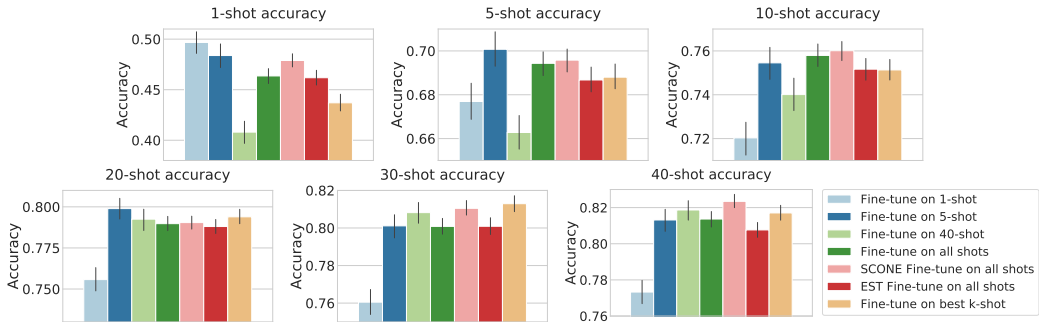 1-shot accuracy
Accuracy
0.50
0.45
0.40
5-shot accuracy
Accuracy
0.70
0.68
0.66
10-shot accuracy
Accuracy
0.76
0.74
0.72
20-shot accuracy
Accuracy
0.800
0.775
0.750
30-shot accuracy
Accuracy
0.82
0.80
0.78
0.76
40-shot accuracy
Accuracy
0.82
0.80
0.78
0.76
Fine-tune on 1-shot
Fine-tune on 5-shot
Fine-tune on 40-shot
Fine-tune on all shots
SCONE Fine-tune on all shots
EST Fine-tune on all shots
Fine-tune on best k-shot